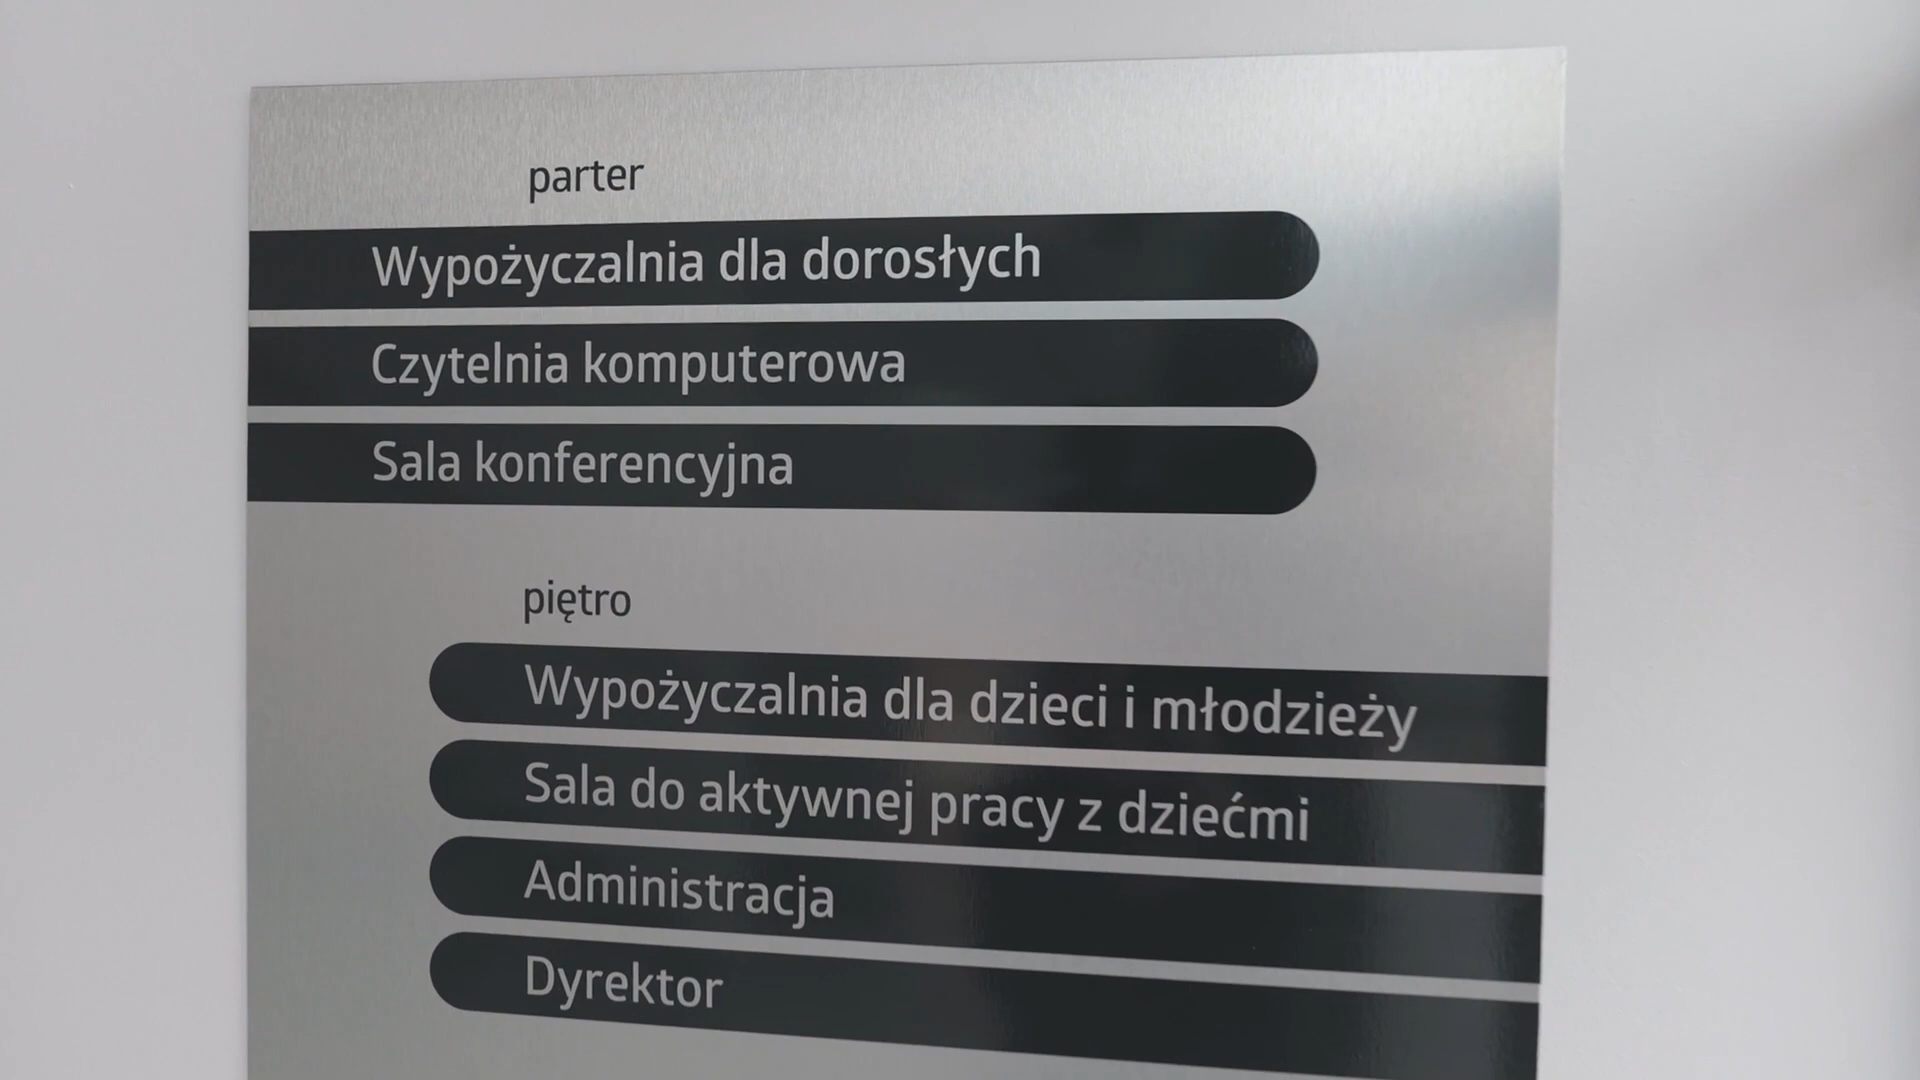 parter
Wypożyczalnia dla dorosłych
Czytelnia komputerowa
Sala konferencyjna
piętro
Wypożyczalnia dla dzieci i młodzieży
Sala do aktywnej pracy z dziećmi
Administracja
Dyrektor